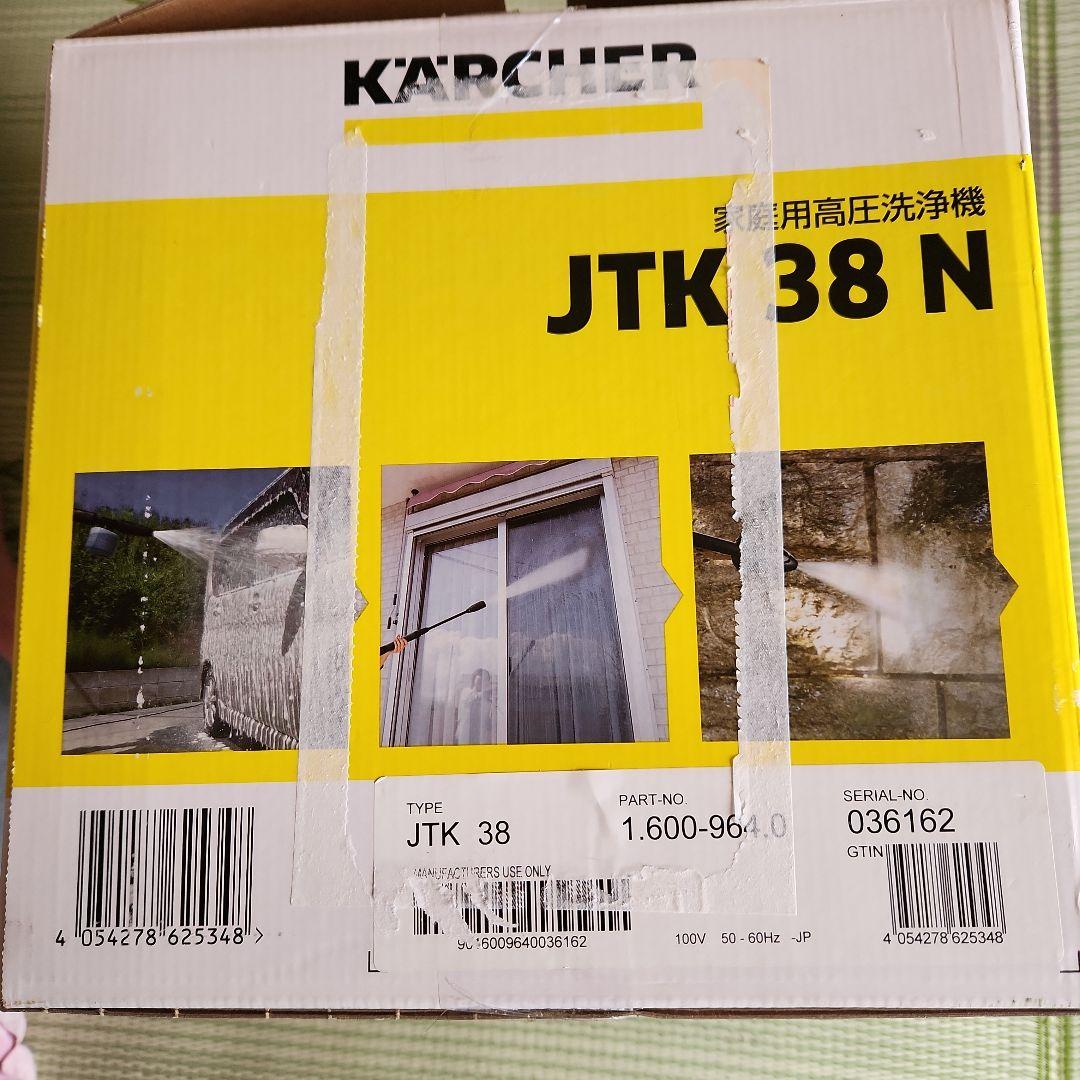 KÄRCHER
家庭用高圧洗浄機
JTK 38 N
TYPE
JTK 38
PART-NO.
1.600-964.0
SERIAL-NO.
036162
MANUFACTURERS USE ONLY
9016009640036162
100V 50 - 60Hz -JP
GTIN
4 054278 625348
4 054278 625348 >